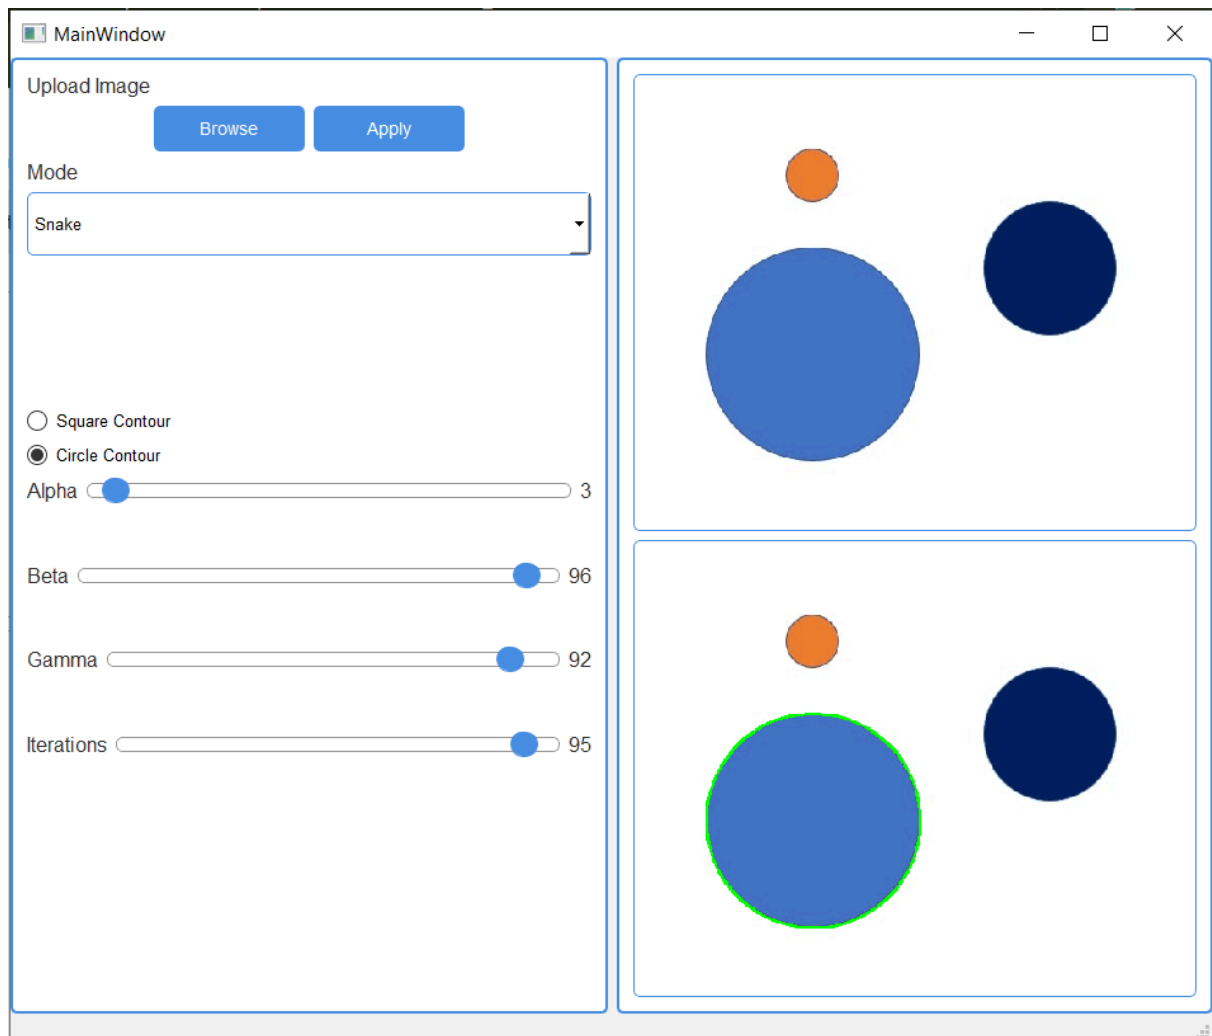 MainWindow
Upload Image
Browse Apply
Mode
Snake
Square Contour
Circle Contour
Alpha 3
Beta 96
Gamma 92
Iterations 95